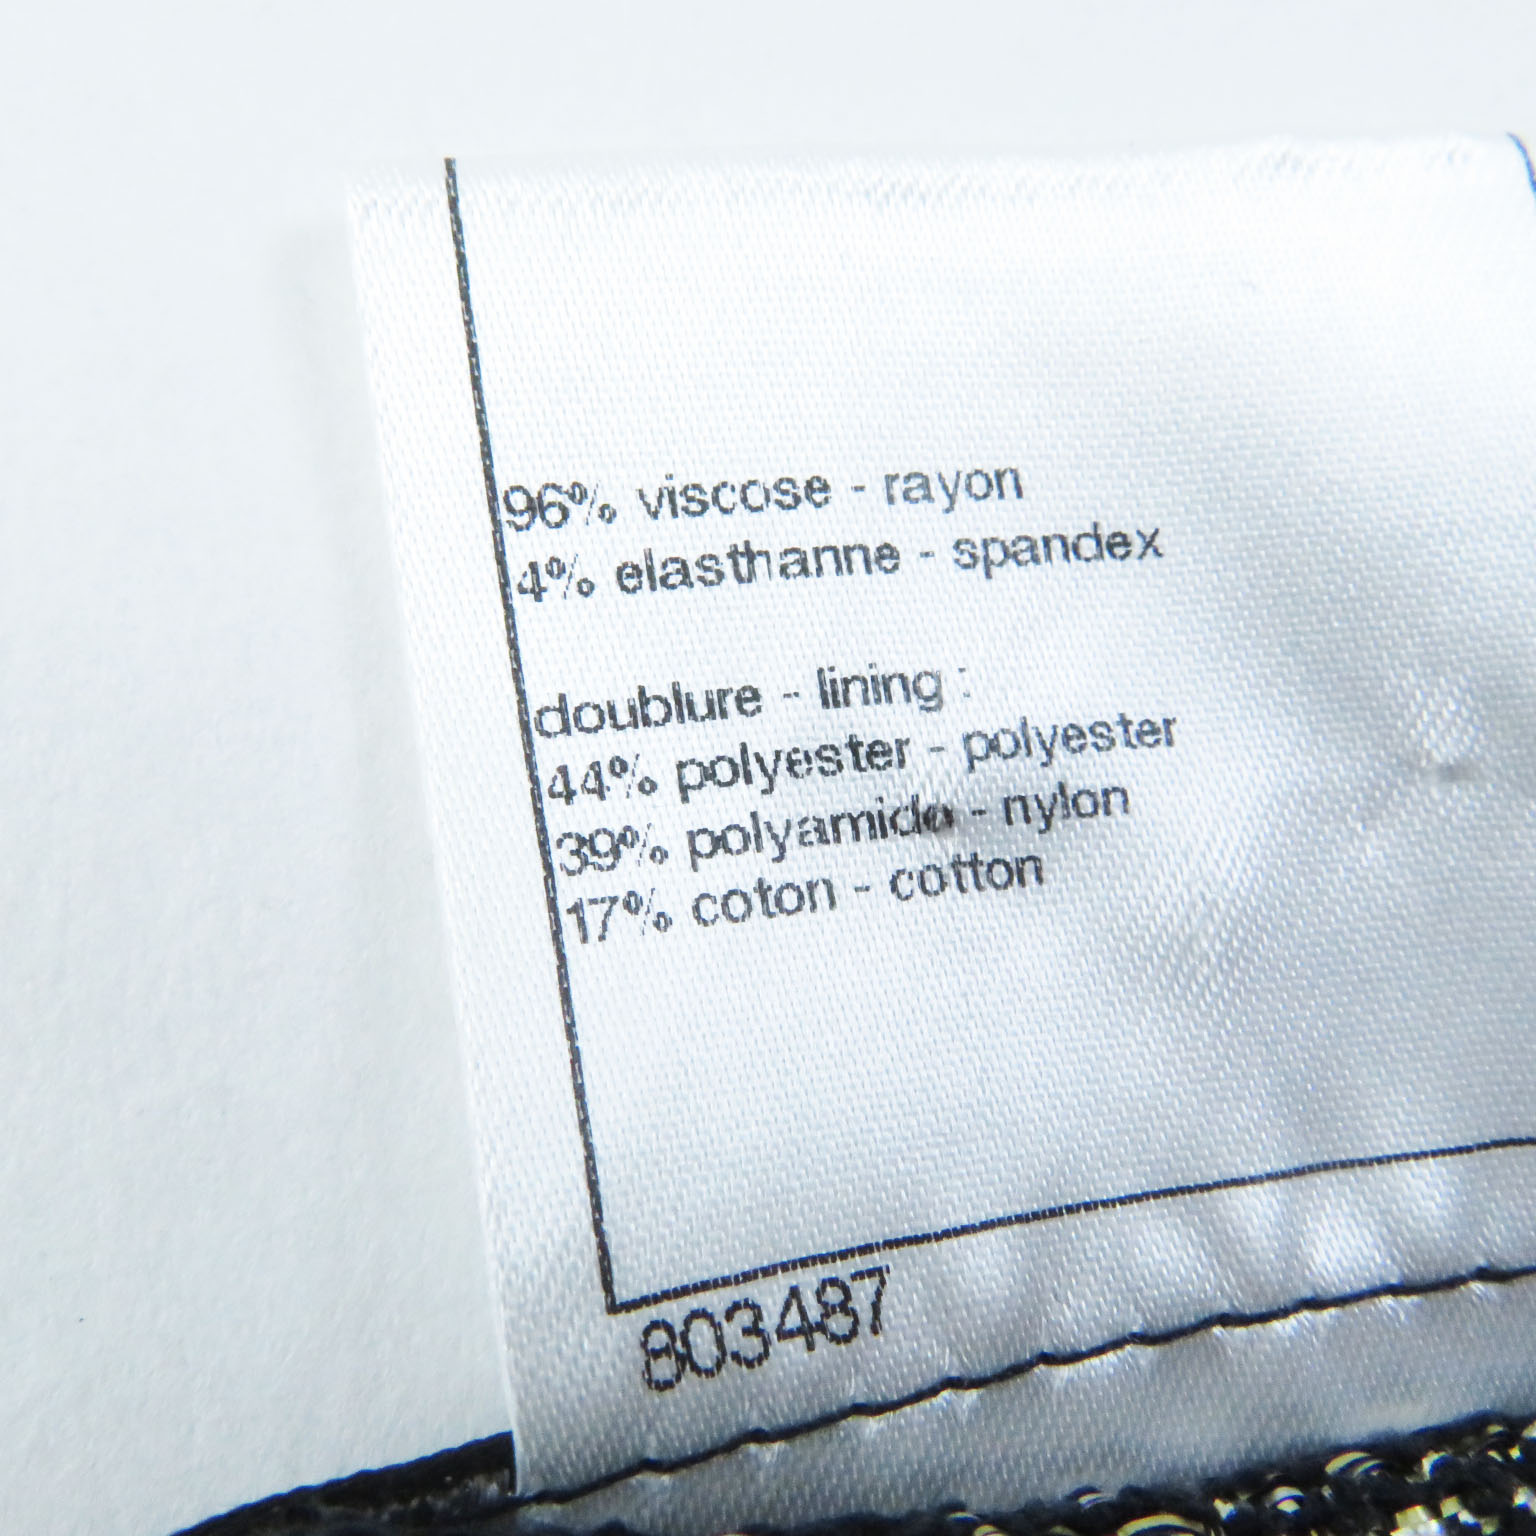 96% viscose - rayon
4% elasthanne - spandex
doublure - lining :
44% polyester - polyester
39% polyamide - nylon
17% coton - cotton
803487